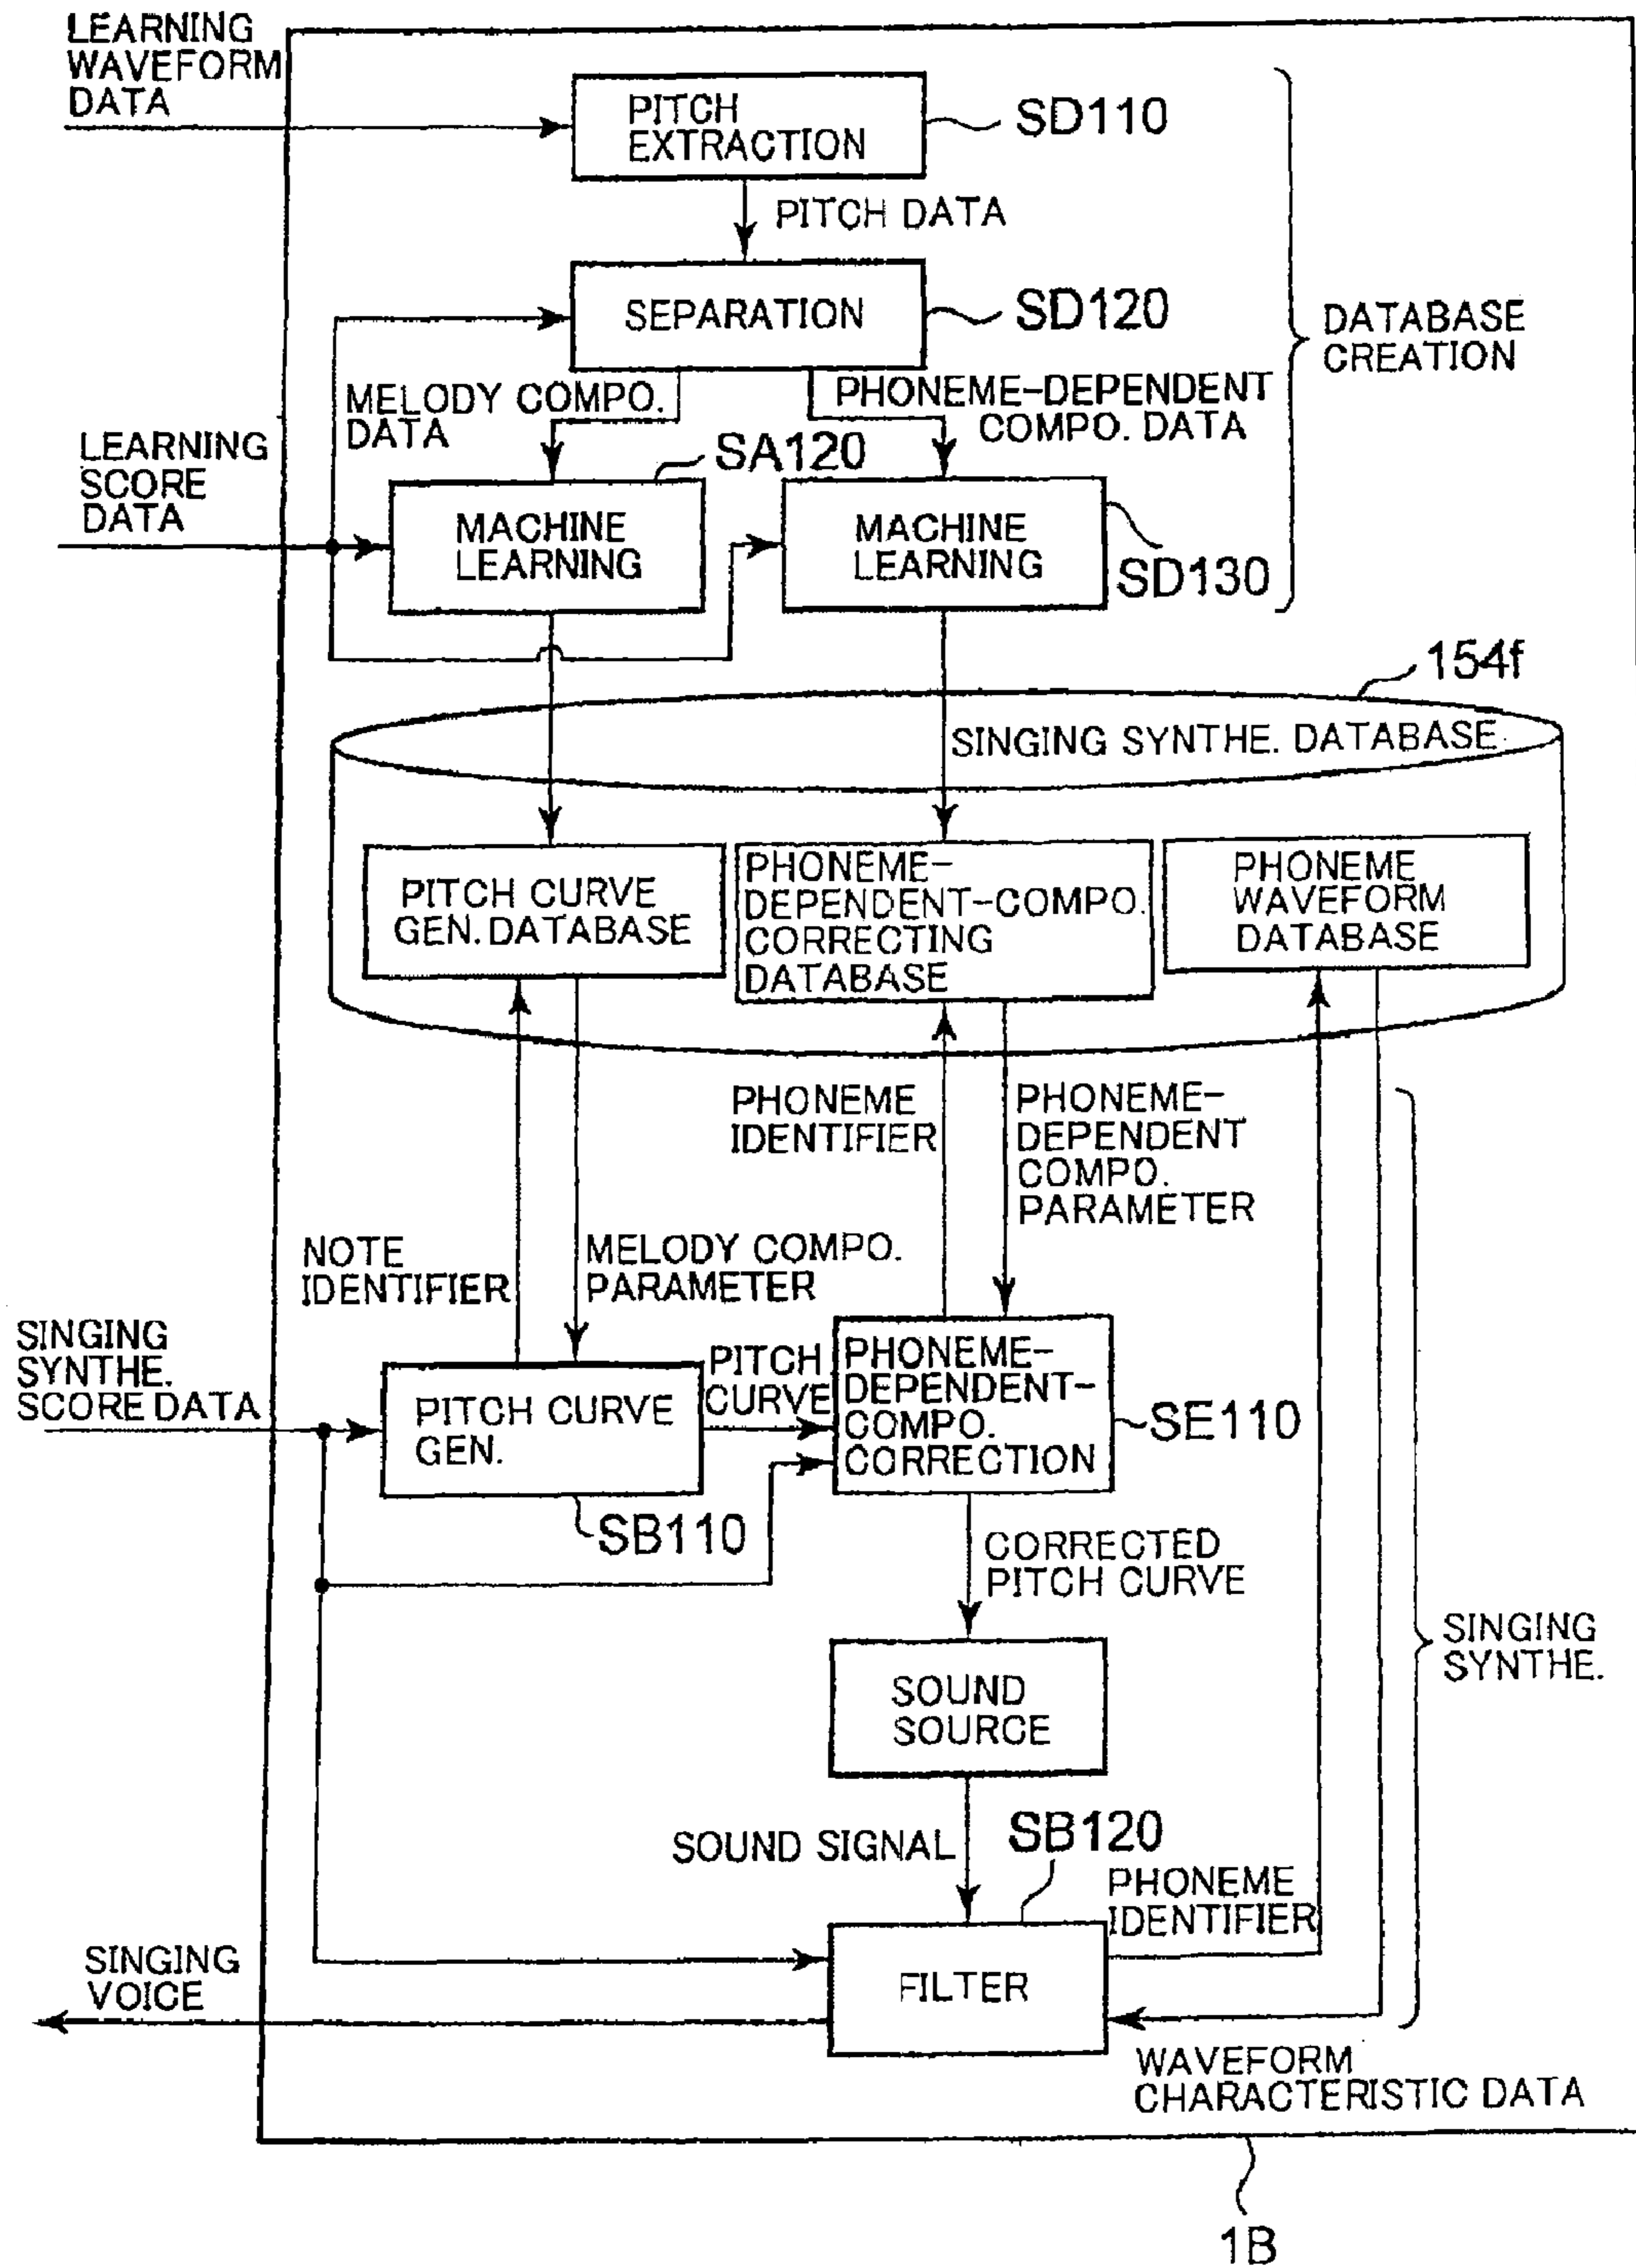 LEARNING
WAVEFORM
DATA
PITCH
EXTRACTION
SD110
PITCH DATA
SEPARATION
SD120
DATABASE
CREATION
MELODY COMPO.
DATA
PHONEME-DEPENDENT
COMPO. DATA
LEARNING
SCORE
DATA
SA120
MACHINE
LEARNING
MACHINE
LEARNING
SD130
154f
SINGING SYNTHE. DATABASE
PITCH CURVE
GEN. DATABASE
PHONEME-
DEPENDENT-COMPO.
CORRECTING
DATABASE
PHONEME
WAVEFORM
DATABASE
PHONEME
IDENTIFIER
PHONEME-
DEPENDENT
COMPO.
PARAMETER
NOTE
IDENTIFIER
MELODY COMPO.
PARAMETER
SINGING
SYNTHE.
SCORE DATA
PITCH CURVE
GEN.
SB110
PITCH
CURVE
PHONEME-
DEPENDENT-
COMPO.
CORRECTION
SE110
CORRECTED
PITCH CURVE
SOUND
SOURCE
SINGING
SYNTHE.
SOUND SIGNAL
SB120
PHONEME
IDENTIFIER
FILTER
SINGING
VOICE
WAVEFORM
CHARACTERISTIC DATA
1B